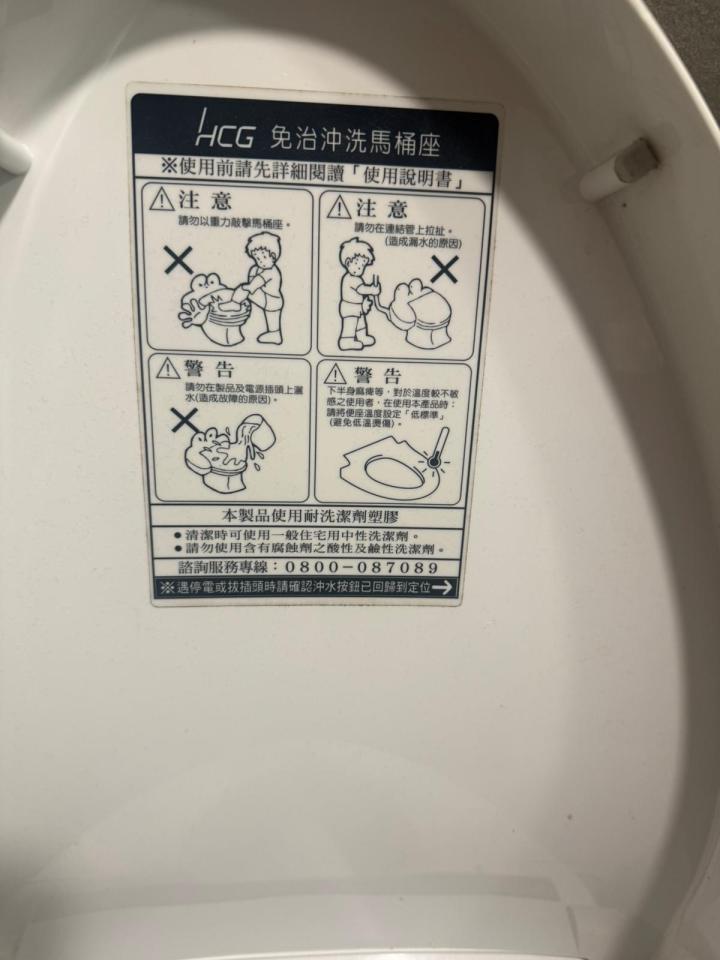 HCG 免治沖洗馬桶座
※使用前請先詳細閱讀「使用說明書」
注意
請勿以重力敲擊馬桶座。
注意
請勿在連結管上拉扯。
(造成漏水的原因)
警告
請勿在製品及電源插頭上灑
水(造成故障的原因)。
警告
下半身麻痺等，對於溫度較不敏
感之使用者，在使用本產品時：
請將便座溫度設定「低標準」
(避免低溫燙傷)。
本製品使用耐洗潔劑塑膠
●清潔時可使用一般住宅用中性洗潔劑。
●請勿使用含有腐蝕劑之酸性及鹼性洗潔劑。
諮詢服務專線：0800-087089
※遇停電或拔插頭時請確認沖水按鈕已回歸到定位→